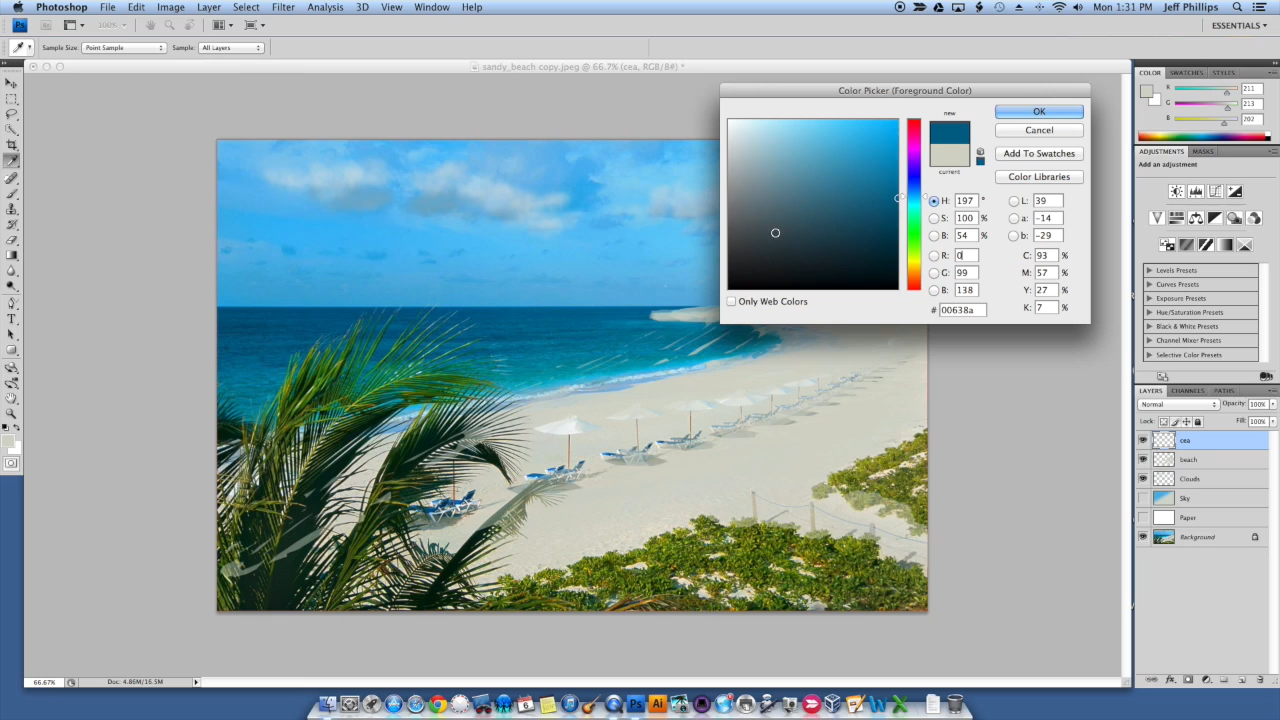 Photoshop File Edit Image Layer Select Filter Analysis 3D View Window Help Mon 1:31 PM Jeff Phillips
Ps 100% ESSENTIALS
Sample Size: Point Sample Sample: All Layers
sandy_beach copy.jpeg @ 66.7% (cea, RGB/8#) *
Color Picker (Foreground Color)
new
current
OK
Cancel
Add To Swatches
Color Libraries
H: 197 ° L: 39
S: 100 % a: -14
B: 54 % b: -29
R: 0 C: 93 %
G: 99 M: 57 %
B: 138 Y: 27 %
# 00638a K: 7 %
Only Web Colors
COLOR SWATCHES STYLES
R 211
G 213
B 202
ADJUSTMENTS MASKS
Add an adjustment
Levels Presets
Curves Presets
Exposure Presets
Hue/Saturation Presets
Black & White Presets
Channel Mixer Presets
Selective Color Presets
LAYERS CHANNELS PATHS
Normal Opacity: 100%
Lock: Fill: 100%
cea
beach
Clouds
Sky
Paper
Background
66.67% Doc: 4.86M/16.5M
6 Ps Ai W X